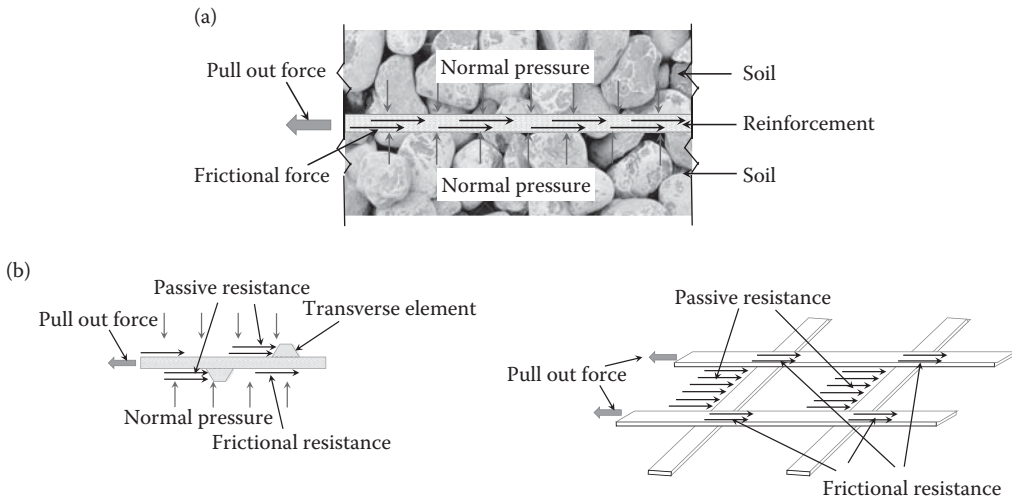 (a)
Pull out force
Normal pressure
Soil
Reinforcement
Frictional force
Normal pressure
Soil
(b)
Passive resistance
Transverse element
Pull out force
Normal pressure
Frictional resistance
Passive resistance
Pull out force
Frictional resistance